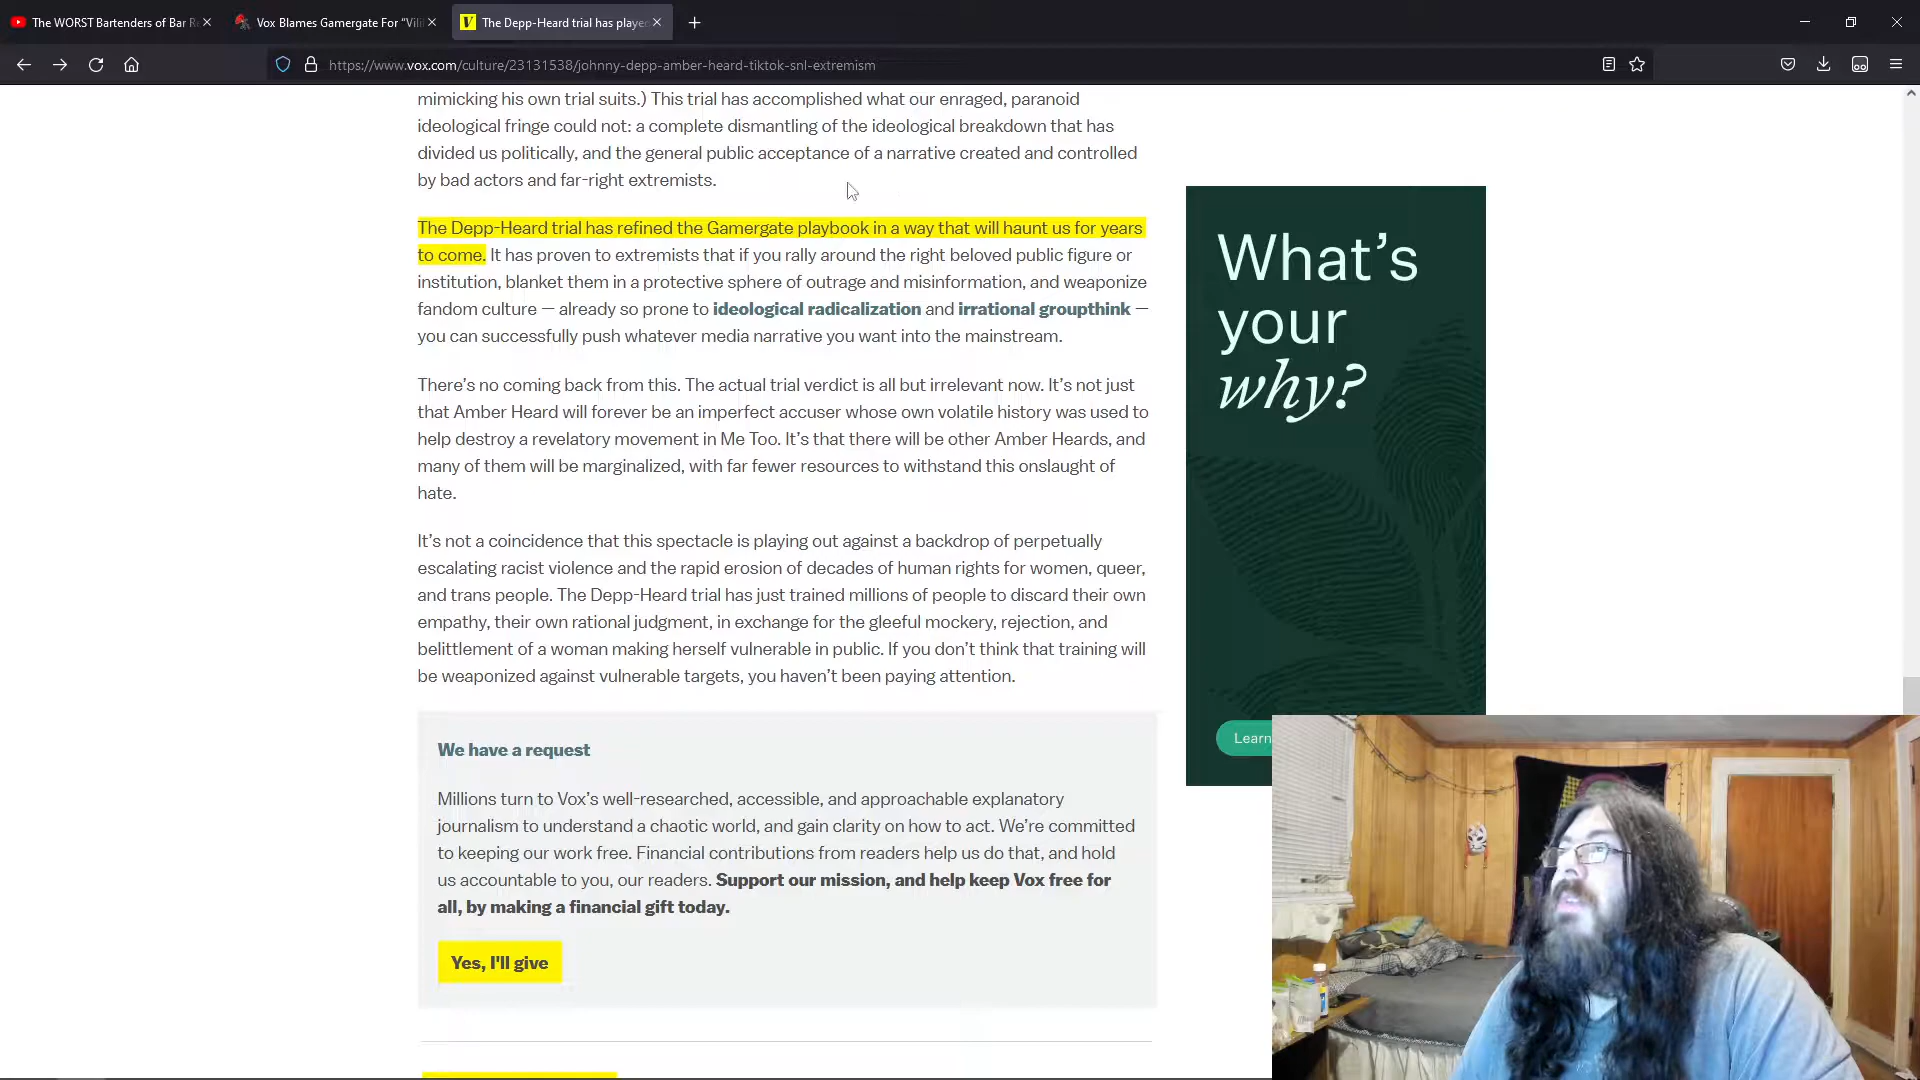 The WORST Bartenders of Bar R
Vox Blames Gamergate For "Vili
V The Depp-Heard trial has playe
https://www.vox.com/culture/23131538/johnny-depp-amber-heard-tiktok-snl-extremism
mimicking his own trial suits.) This trial has accomplished what our enraged, paranoid
ideological fringe could not: a complete dismantling of the ideological breakdown that has
divided us politically, and the general public acceptance of a narrative created and controlled
by bad actors and far-right extremists.
The Depp-Heard trial has refined the Gamergate playbook in a way that will haunt us for years
to come. It has proven to extremists that if you rally around the right beloved public figure or
institution, blanket them in a protective sphere of outrage and misinformation, and weaponize
fandom culture — already so prone to ideological radicalization and irrational groupthink —
you can successfully push whatever media narrative you want into the mainstream.
There's no coming back from this. The actual trial verdict is all but irrelevant now. It's not just
that Amber Heard will forever be an imperfect accuser whose own volatile history was used to
help destroy a revelatory movement in Me Too. It's that there will be other Amber Heards, and
many of them will be marginalized, with far fewer resources to withstand this onslaught of
hate.
It's not a coincidence that this spectacle is playing out against a backdrop of perpetually
escalating racist violence and the rapid erosion of decades of human rights for women, queer,
and trans people. The Depp-Heard trial has just trained millions of people to discard their own
empathy, their own rational judgment, in exchange for the gleeful mockery, rejection, and
belittlement of a woman making herself vulnerable in public. If you don't think that training will
be weaponized against vulnerable targets, you haven't been paying attention.
We have a request
Millions turn to Vox's well-researched, accessible, and approachable explanatory
journalism to understand a chaotic world, and gain clarity on how to act. We're committed
to keeping our work free. Financial contributions from readers help us do that, and hold
us accountable to you, our readers. Support our mission, and help keep Vox free for
all, by making a financial gift today.
Yes, I'll give
What's
your
why?
Learn